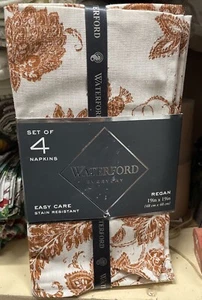 WATERFORD
SET OF
4
NAPKINS
WATERFORD
EASY CARE
STAIN RESISTANT
REGAN
19in x 19in
WATERFORD